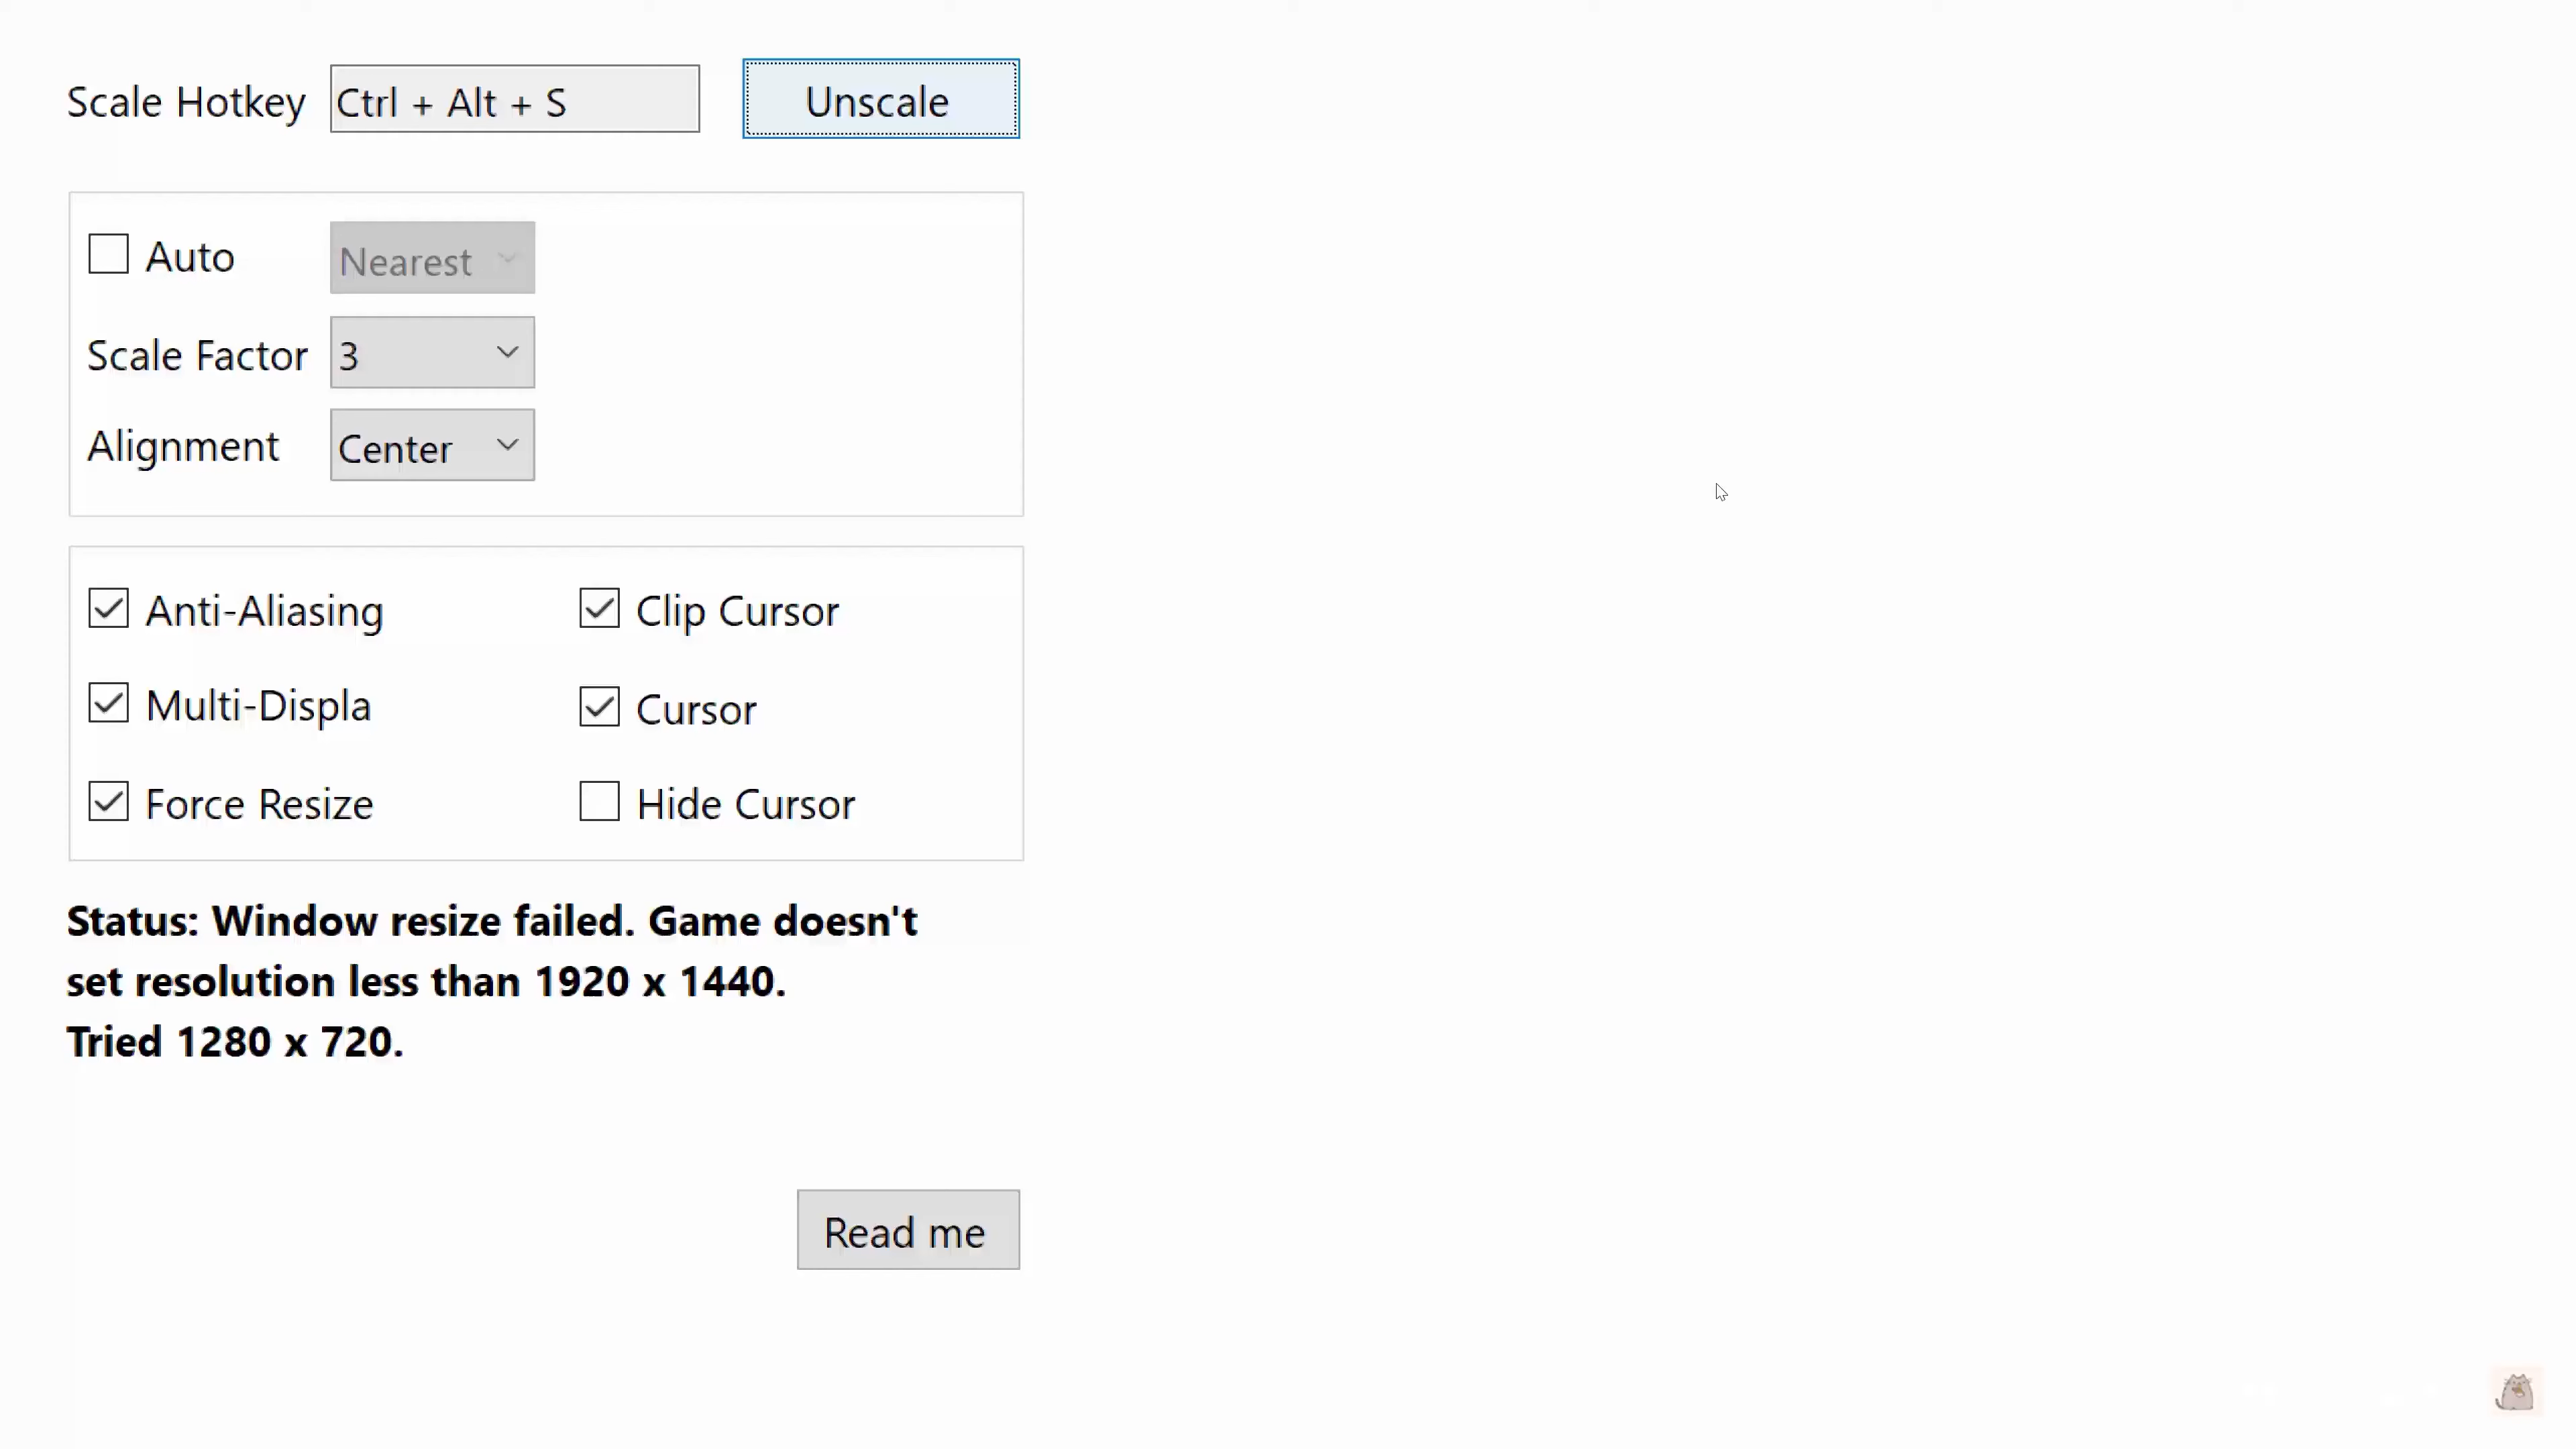 Scale Hotkey Ctrl + Alt + S Unscale
Auto Nearest
Scale Factor 3
Alignment Center
Anti-Aliasing Clip Cursor
Multi-Displa Cursor
Force Resize Hide Cursor
Status: Window resize failed. Game doesn't
set resolution less than 1920 x 1440.
Tried 1280 x 720.
Read me